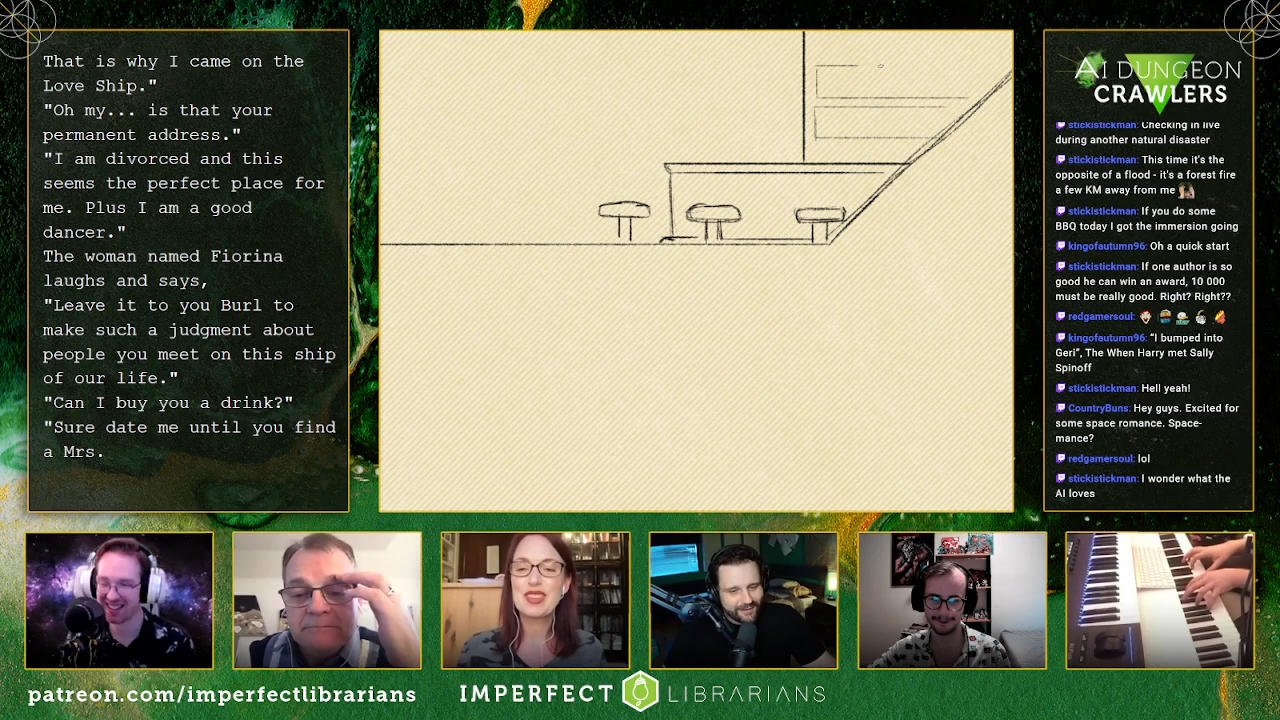 That is why I came on the
Love Ship."
"Oh my... is that your
permanent address."
"I am divorced and this
seems the perfect place for
me. Plus I am a good
dancer."
The woman named Fiorina
laughs and says,
"Leave it to you Burl to
make such a judgment about
people you meet on this ship
of our life."
"Can I buy you a drink?"
"Sure date me until you find
a Mrs.
AI DUNGEON
CRAWLERS
stickistickman: Checking in live
during another natural disaster
stickistickman: This time it's the
opposite of a flood - it's a forest fire
a few KM away from me
stickistickman: If you do some
BBQ today I got the immersion going
kingofautumn96: Oh a quick start
stickistickman: If one author is so
good he can win an award, 10 000
must be really good. Right? Right??
redgamersoul:
kingofautumn96: “I bumped into
Geri”, The When Harry met Sally
Spinoff
stickistickman: Hell yeah!
CountryBuns: Hey guys. Excited for
some space romance. Space-
mance?
redgamersoul: lol
stickistickman: I wonder what the
AI loves
patreon.com/imperfectlibrarians
IMPERFECT LIBRARIANS